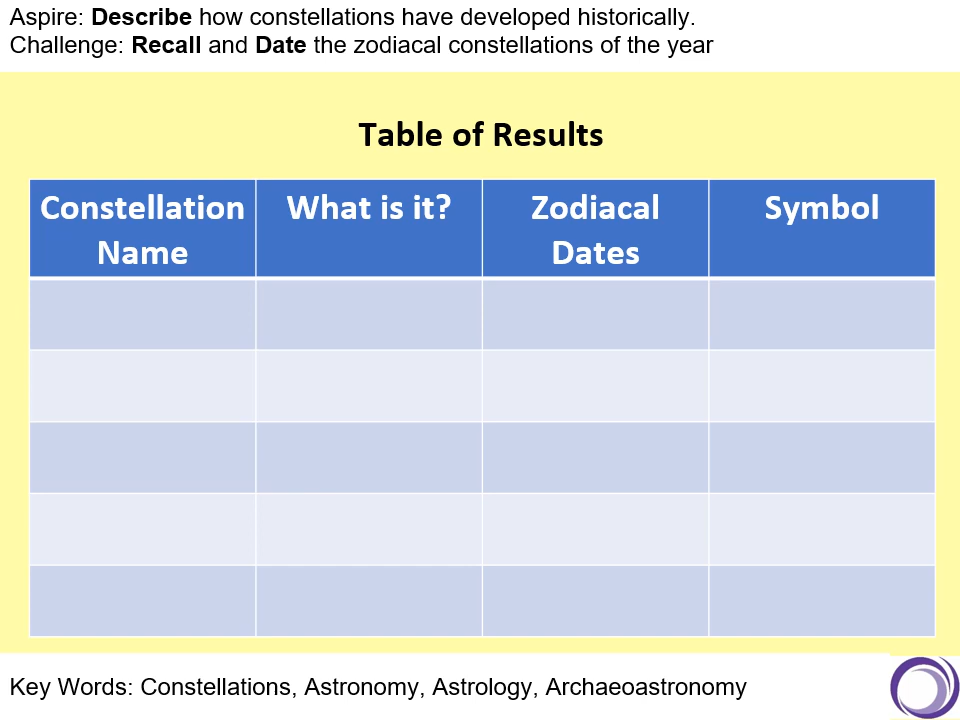 Aspire: Describe how constellations have developed historically.
Challenge: Recall and Date the zodiacal constellations of the year
Table of Results
Constellation Name
What is it?
Zodiacal Dates
Symbol
Key Words: Constellations, Astronomy, Astrology, Archaeoastronomy